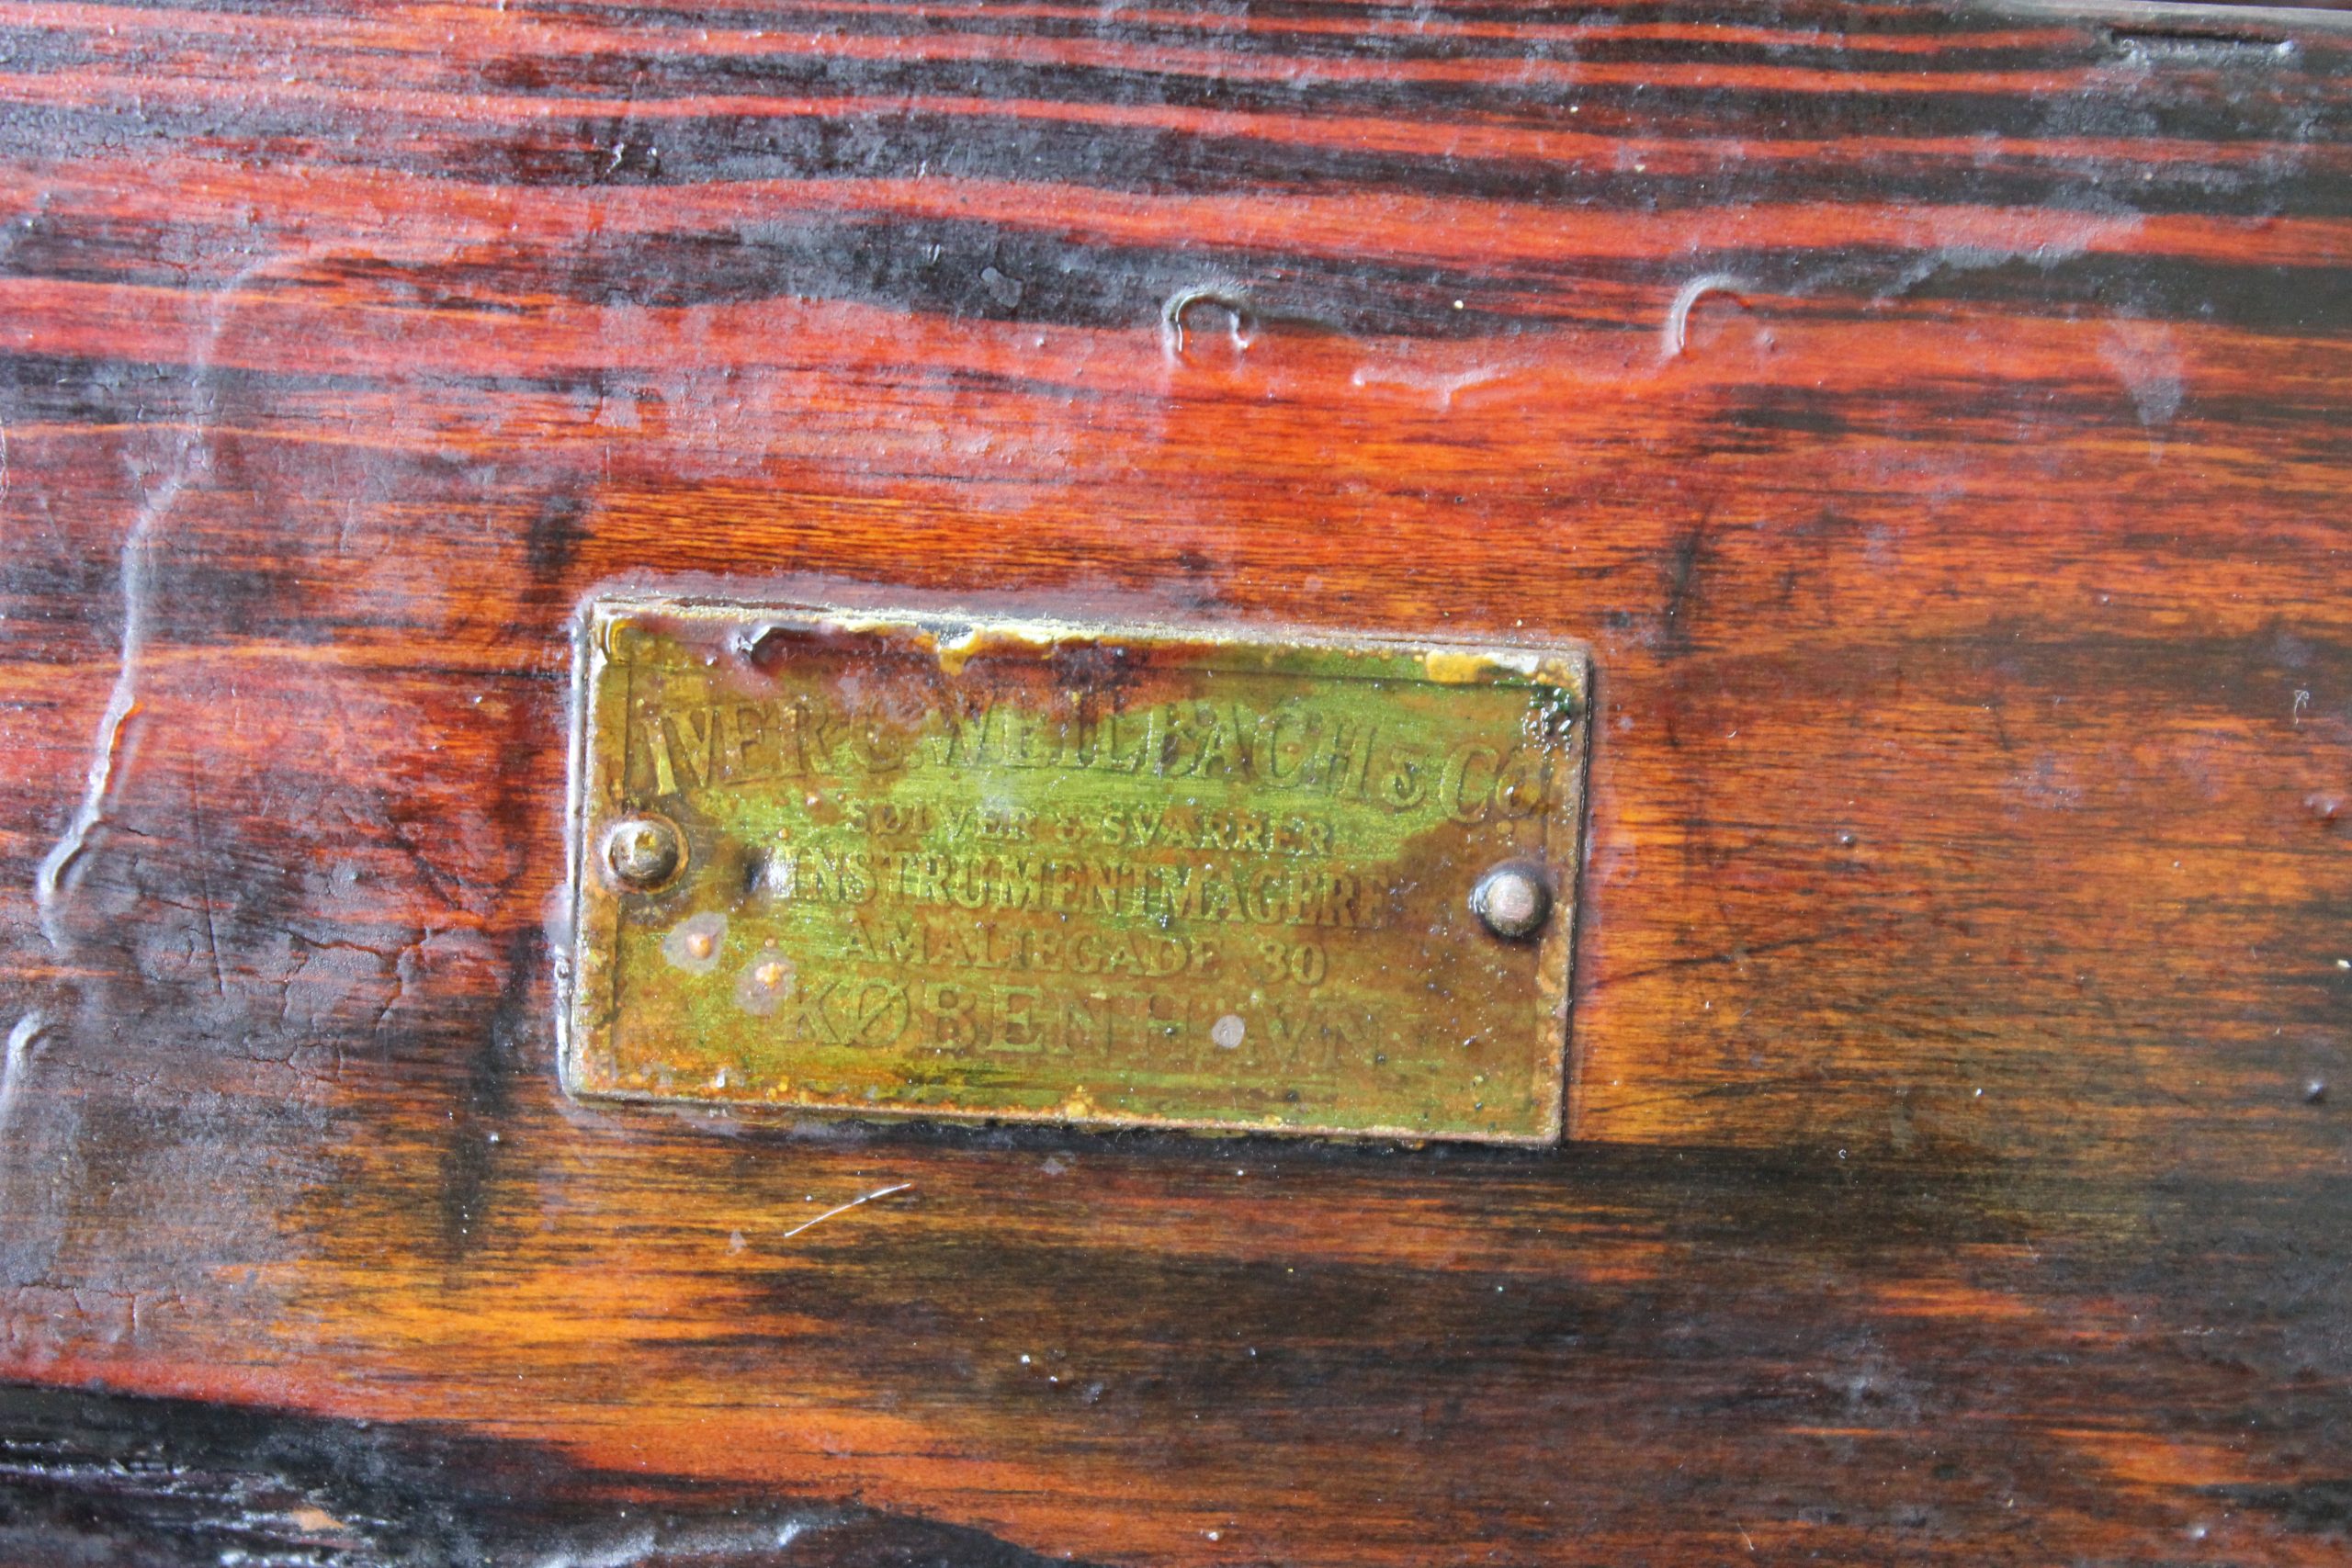 IVER C. WEILBACH & CO.
SØLVER & SVARRER
INSTRUMENTMAGERE
AMALIEGADE 30
KØBENHAVN